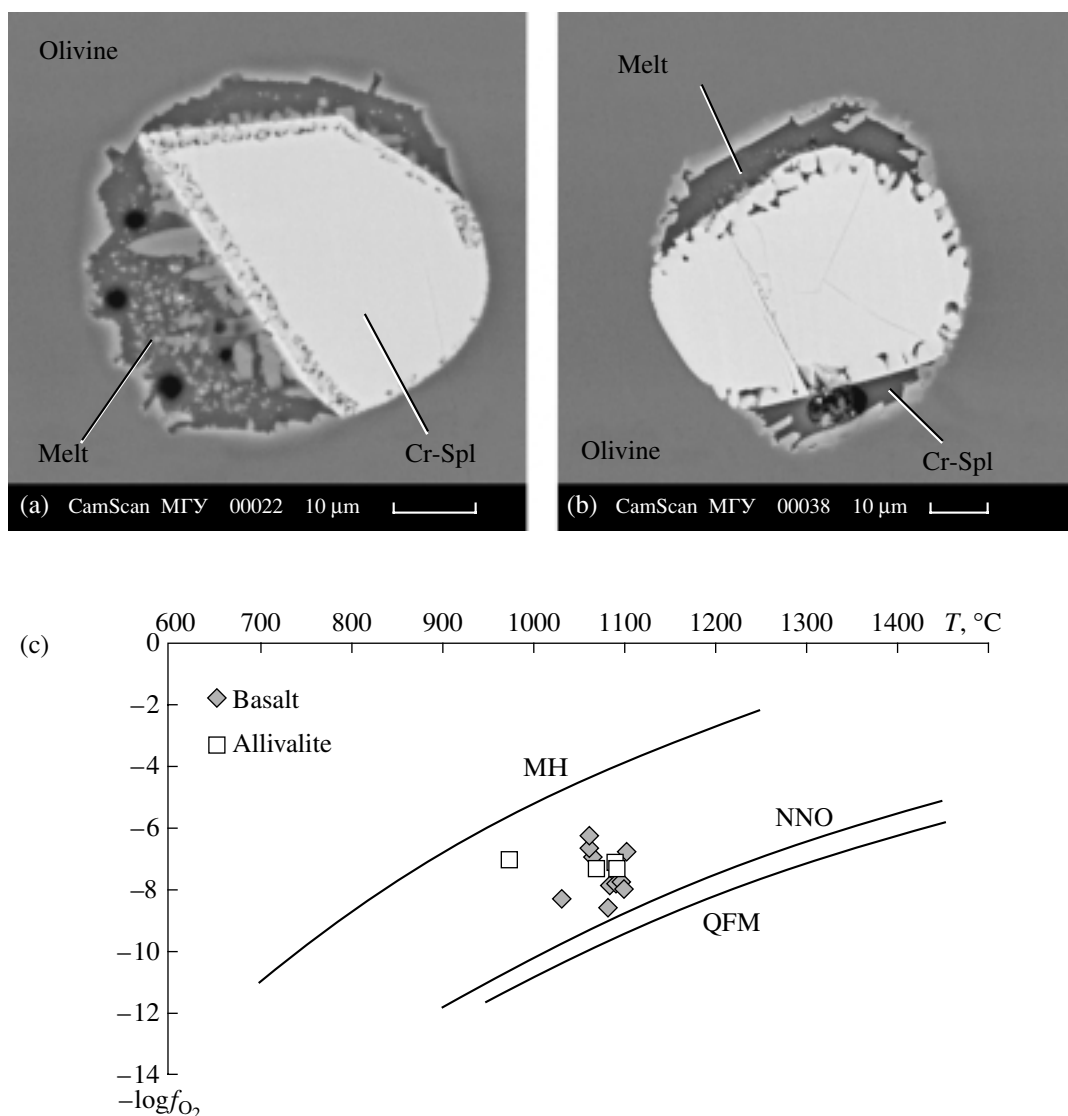 Olivine
Melt
Cr-Spl
(a) CamScan МГУ 00022 10 µm
Melt
Olivine
Cr-Spl
(b) CamScan МГУ 00038 10 µm
(c)
600 700 800 900 1000 1100 1200 1300 1400 T, °C
0
–2
–4
–6
–8
–10
–12
–14
–logfO2
Basalt
Allivalite
MH
NNO
QFM